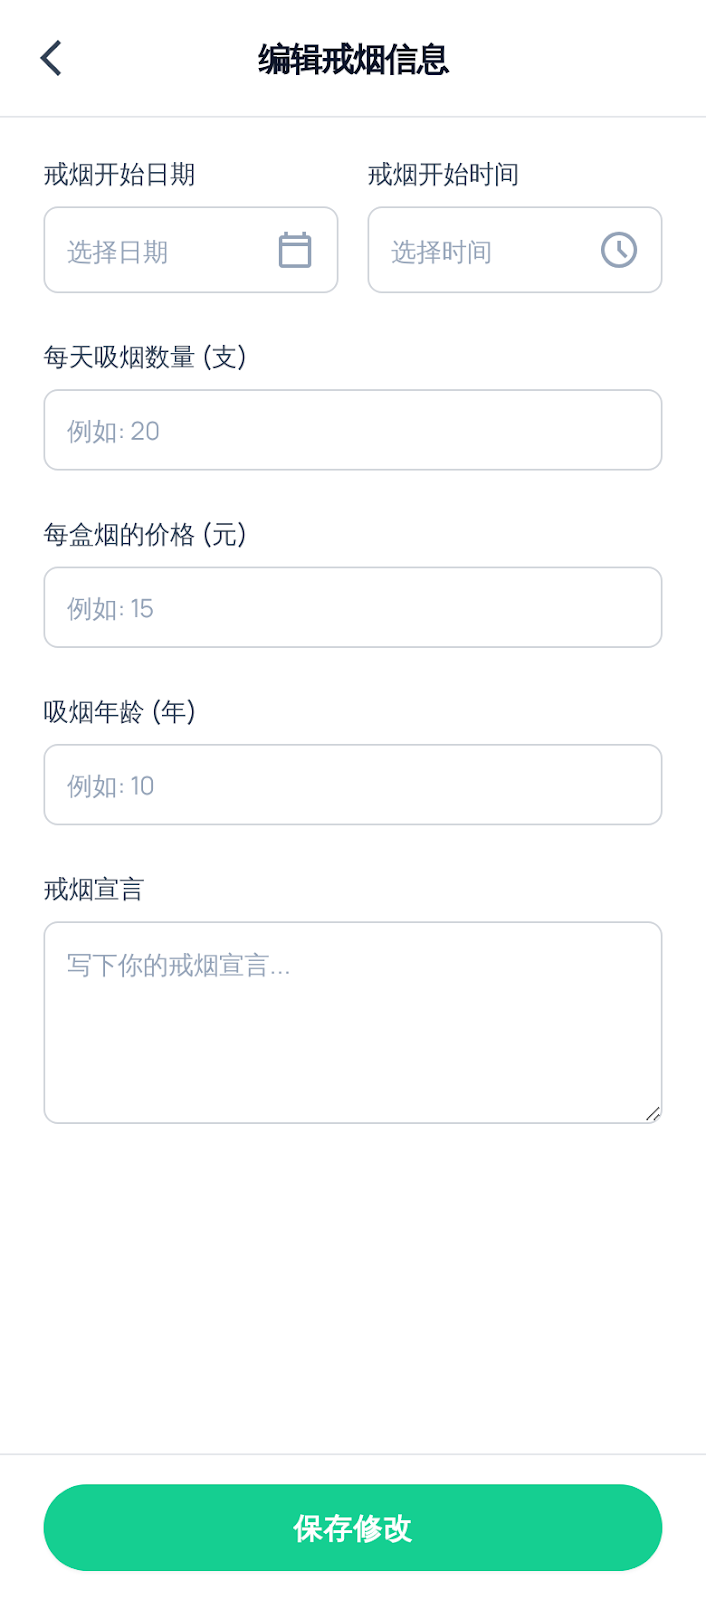 编辑戒烟信息
戒烟开始日期 戒烟开始时间
选择日期 选择时间
每天吸烟数量 (支)
例如: 20
每盒烟的价格 (元)
例如: 15
吸烟年龄 (年)
例如: 10
戒烟宣言
写下你的戒烟宣言...
保存修改